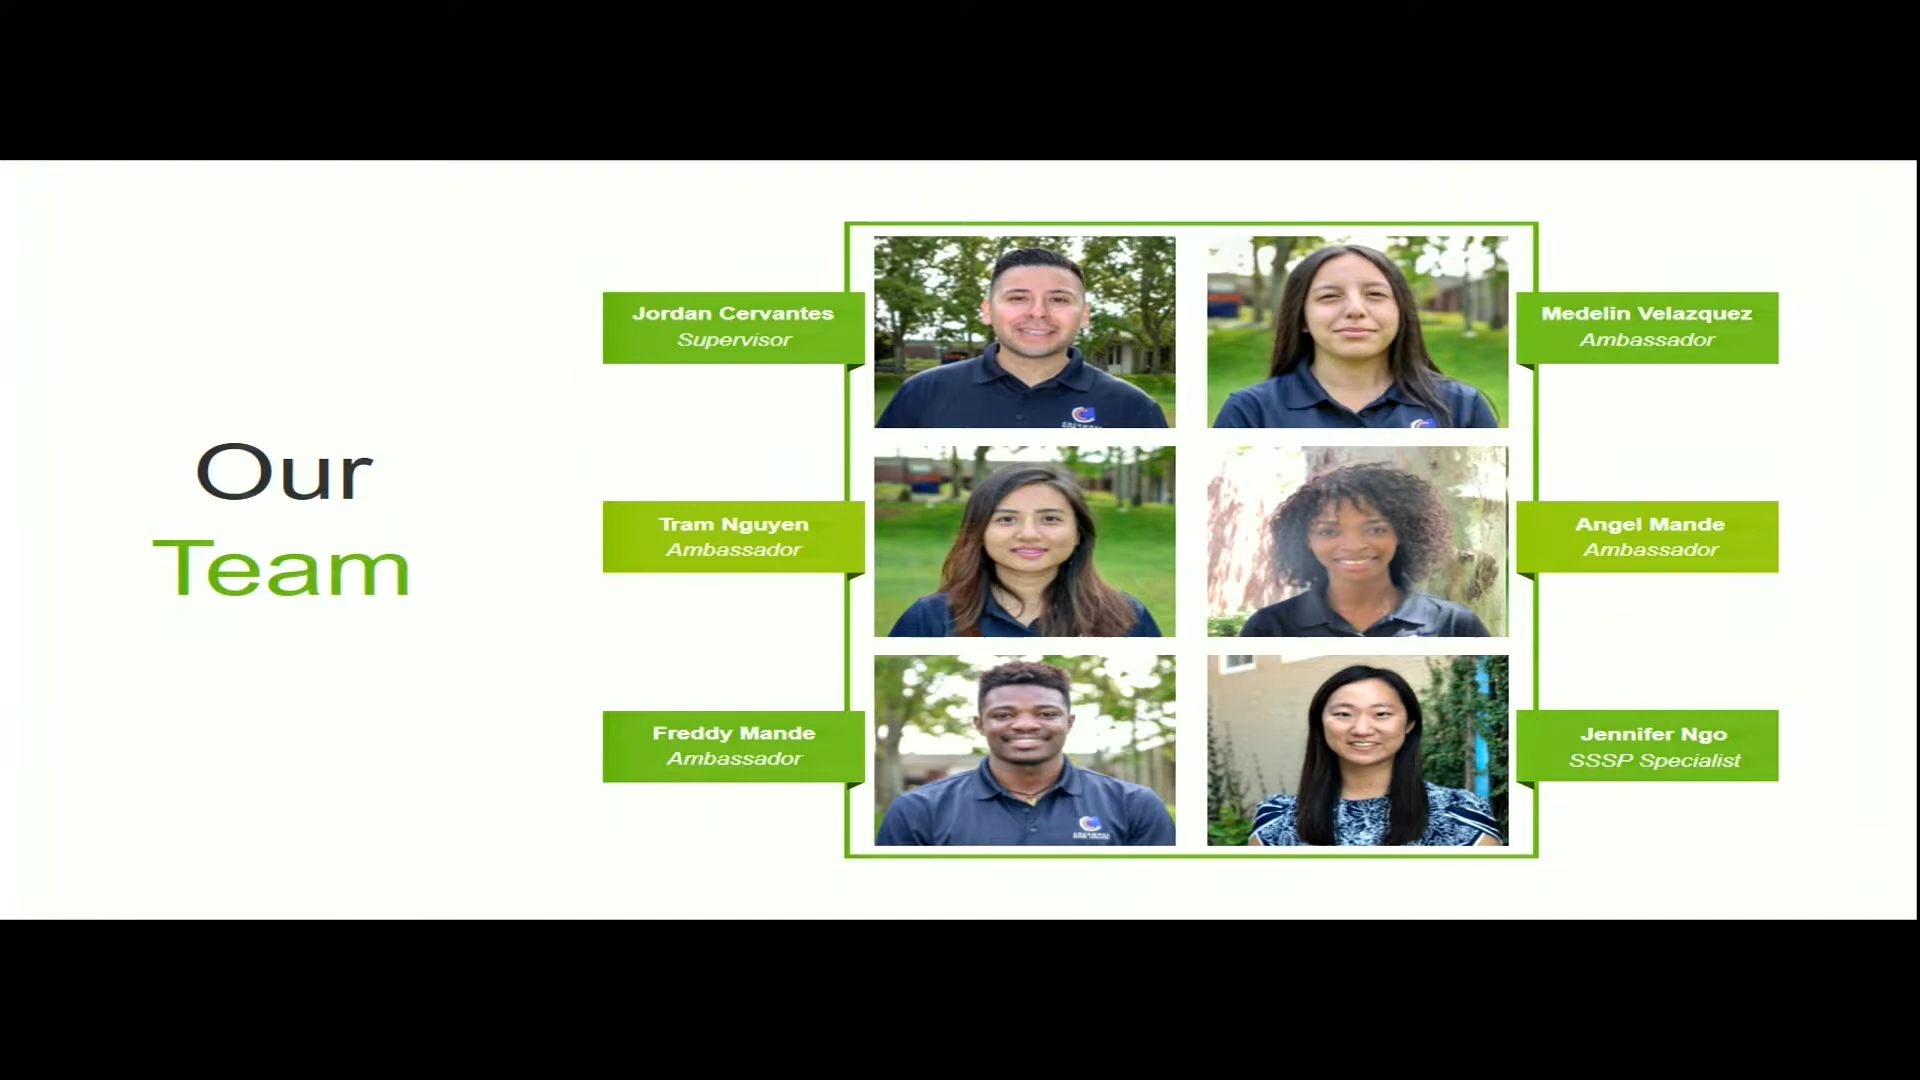 Our
Team
Jordan Cervantes
Supervisor
Medelin Velazquez
Ambassador
Tram Nguyen
Ambassador
Angel Mande
Ambassador
Freddy Mande
Ambassador
Jennifer Ngo
SSSP Specialist